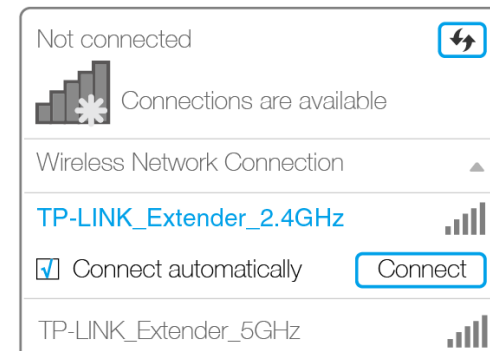 Not connected
Connections are available
Wireless Network Connection
TP-LINK_Extender_2.4GHz
Connect automatically Connect
TP-LINK_Extender_5GHz